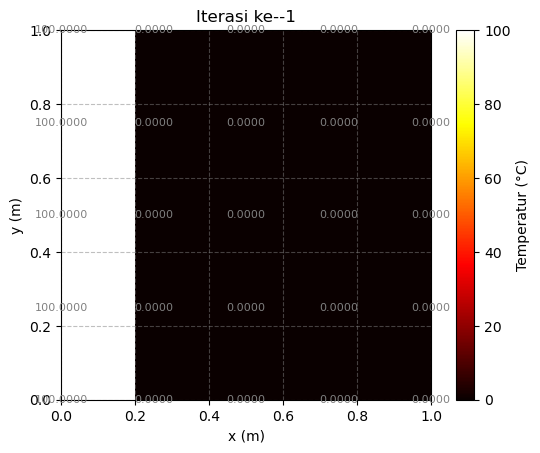 Iterasi ke--1
1.0 100.0000 0.0000 0.0000 0.0000 0.0000 100
100.0000 0.0000 0.0000 0.0000 0.0000
0.8 80
100.0000 0.0000 0.0000 0.0000 0.0000
0.6 60
0.4 40
100.0000 0.0000 0.0000 0.0000 0.0000
0.2 20
0.0 100.0000 0.0000 0.0000 0.0000 0.0000 0
0.0 0.2 0.4 0.6 0.8 1.0
x (m)
y (m)
Temperatur (°C)